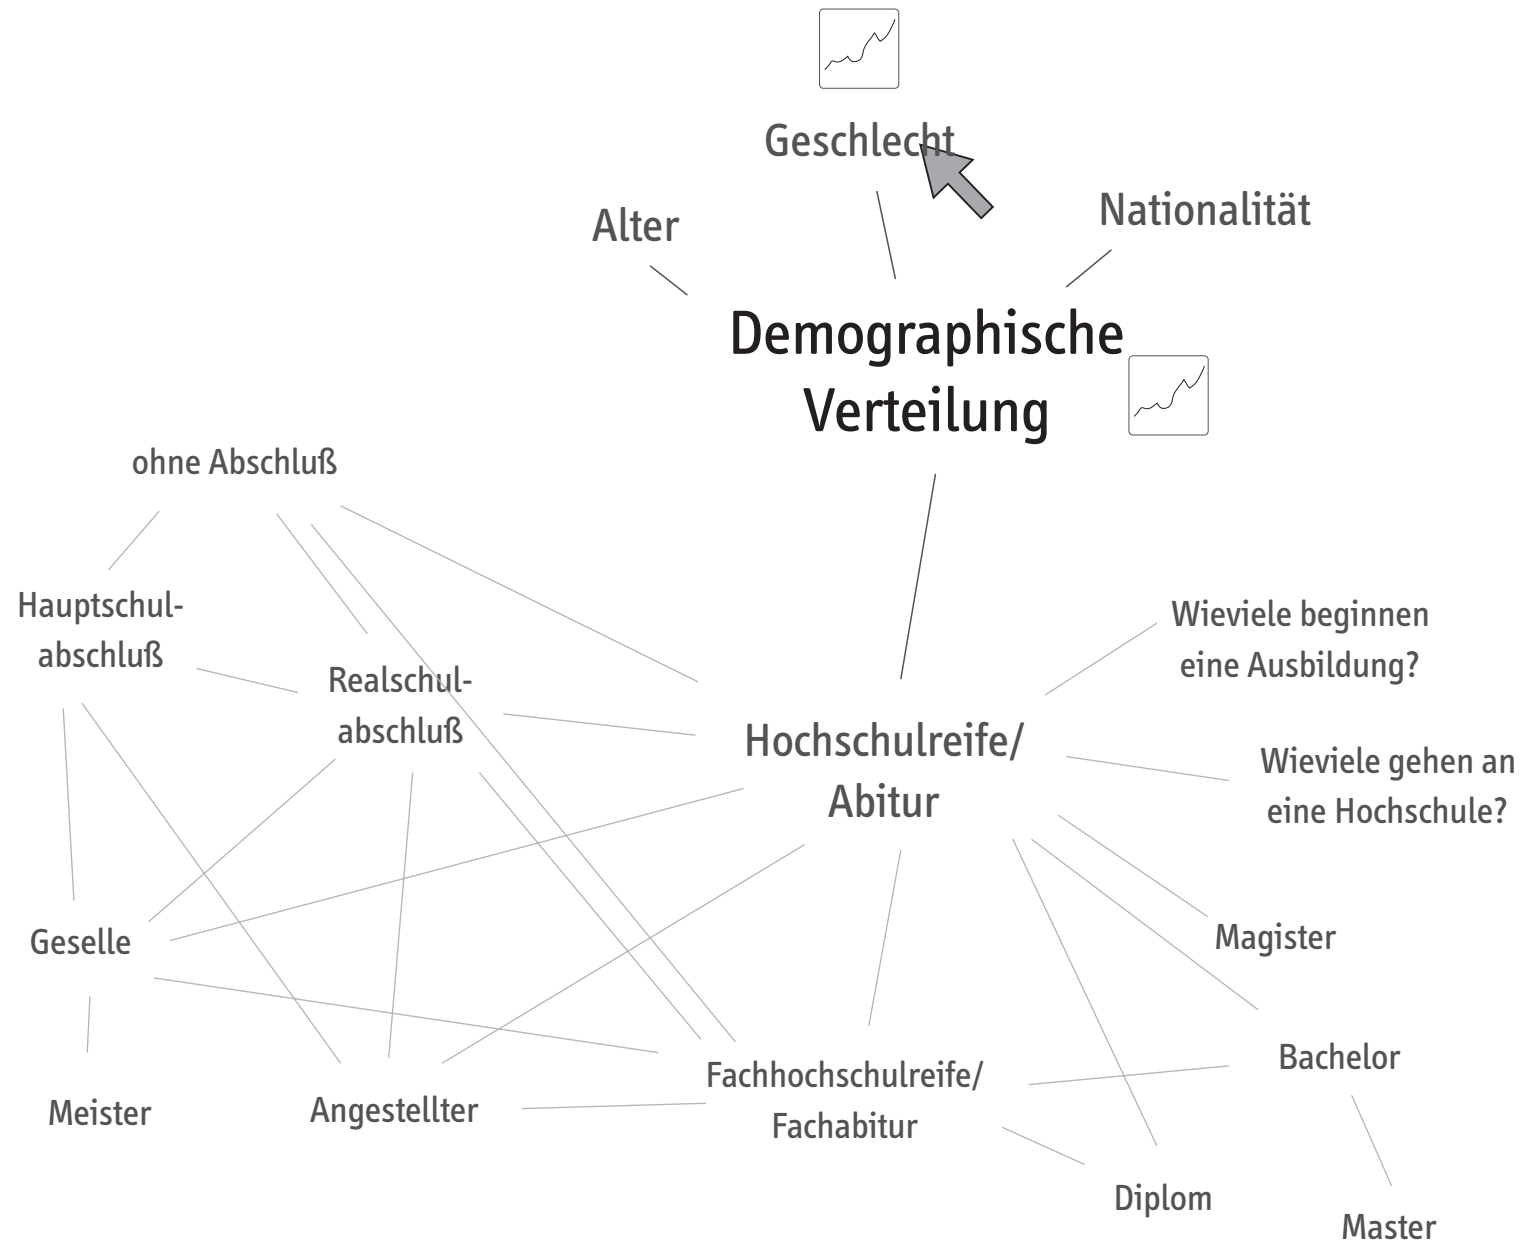 Geschlecht
Alter
Nationalität
Demographische
Verteilung
ohne Abschluß
Hauptschul-
abschluß
Realschul-
abschluß
Hochschulreife/
Abitur
Wieviele beginnen
eine Ausbildung?
Wieviele gehen an
eine Hochschule?
Geselle
Magister
Meister
Angestellter
Fachhochschulreife/
Fachabitur
Bachelor
Diplom
Master